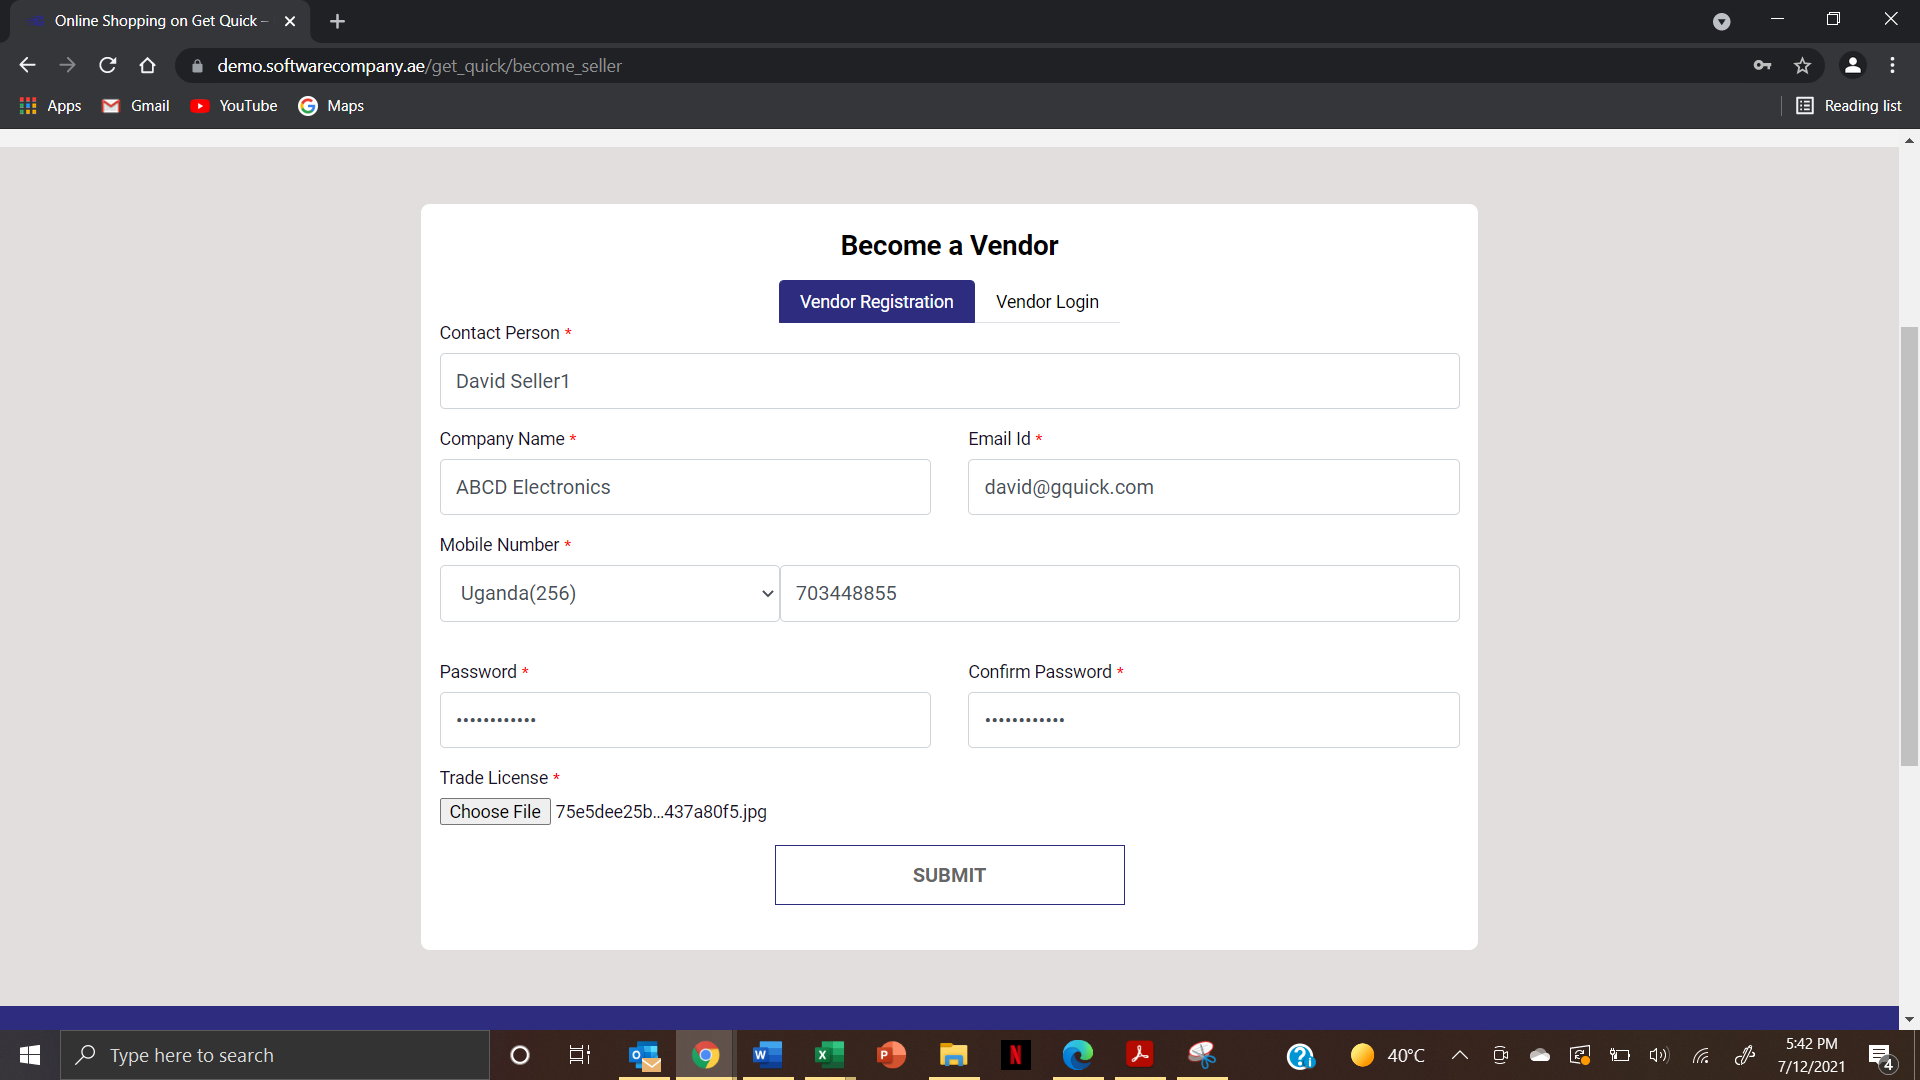 Online Shopping on Get Quick –
demo.softwarecompany.ae/get_quick/become_seller
Apps
Gmail
YouTube
Maps
Reading list
Become a Vendor
Vendor Registration
Vendor Login
Contact Person *
David Seller1
Company Name *
Email Id *
ABCD Electronics
david@gquick.com
Mobile Number *
Uganda(256)
703448855
Password *
Confirm Password *
••••••••••••
••••••••••••
Trade License *
Choose File 75e5dee25b...437a80f5.jpg
SUBMIT
Type here to search
40°C
5:42 PM
7/12/2021
4